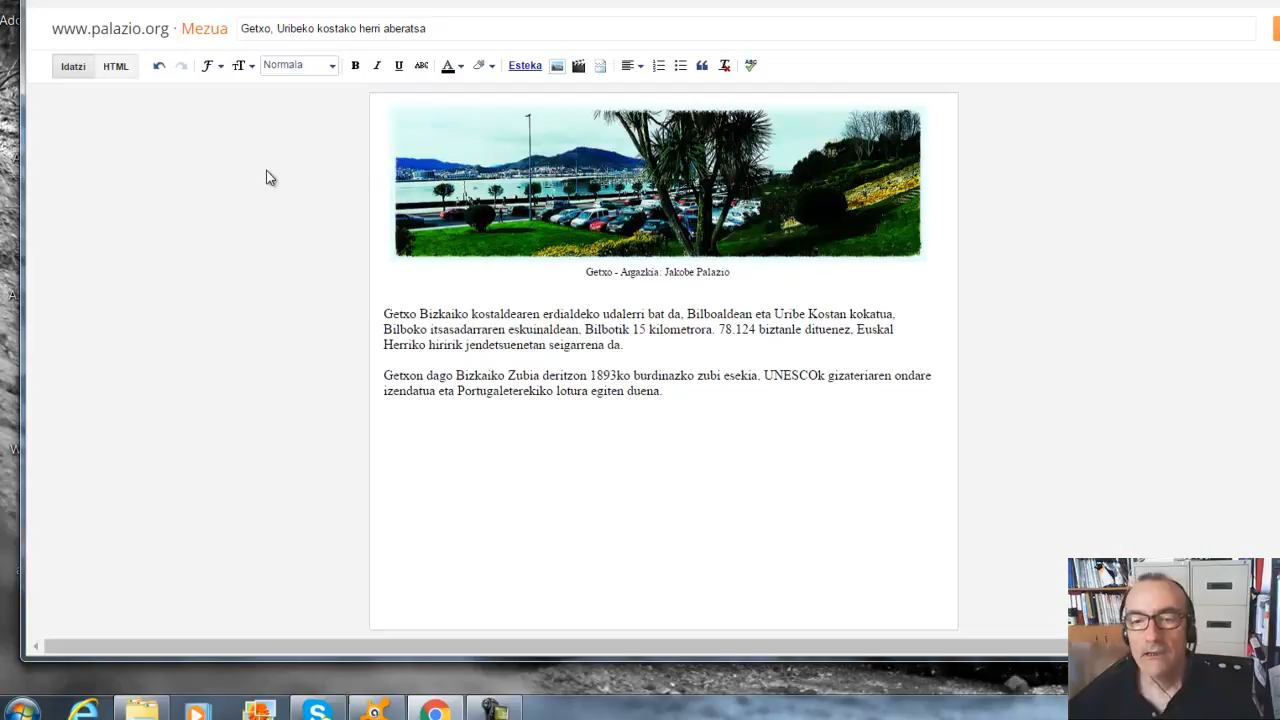 www.palazio.org · Mezua
Getxo, Uribeko kostako herri aberatsa
Idatzi
HTML
Normala
Esteka
Getxo - Argazkia: Jakobe Palazio
Getxo Bizkaiko kostaldearen erdialdeko udalerri bat da, Bilboaldean eta Uribe Kostan kokatua,
Bilboko itsasadarraren eskuinaldean, Bilbotik 15 kilometrora. 78.124 biztanle dituenez, Euskal
Herriko hiririk jendetsuenetan seigarrena da.
Getxon dago Bizkaiko Zubia deritzon 1893ko burdinazko zubi esekia, UNESCOk gizateriaren ondare
izendatua eta Portugaleterekiko lotura egiten duena.